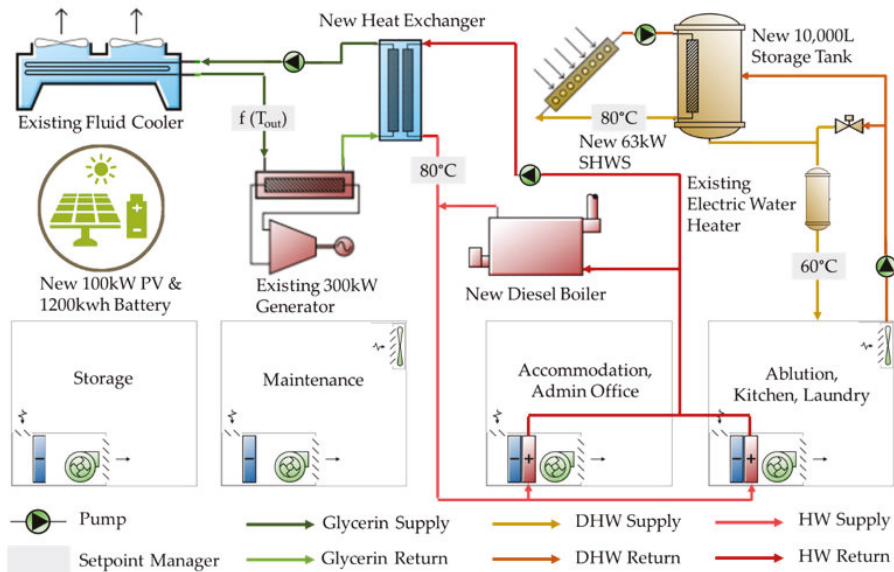 New Heat Exchanger
New 10,000L
Storage Tank
Existing Fluid Cooler
f (Tout)
80°C
80°C
New 63kW
SHWS
Existing
Electric Water
Heater
60°C
New 100kW PV &
1200kwh Battery
Existing 300kW
Generator
New Diesel Boiler
Storage
Maintenance
Accommodation,
Admin Office
Ablution,
Kitchen, Laundry
Pump
Glycerin Supply
DHW Supply
HW Supply
Setpoint Manager
Glycerin Return
DHW Return
HW Return